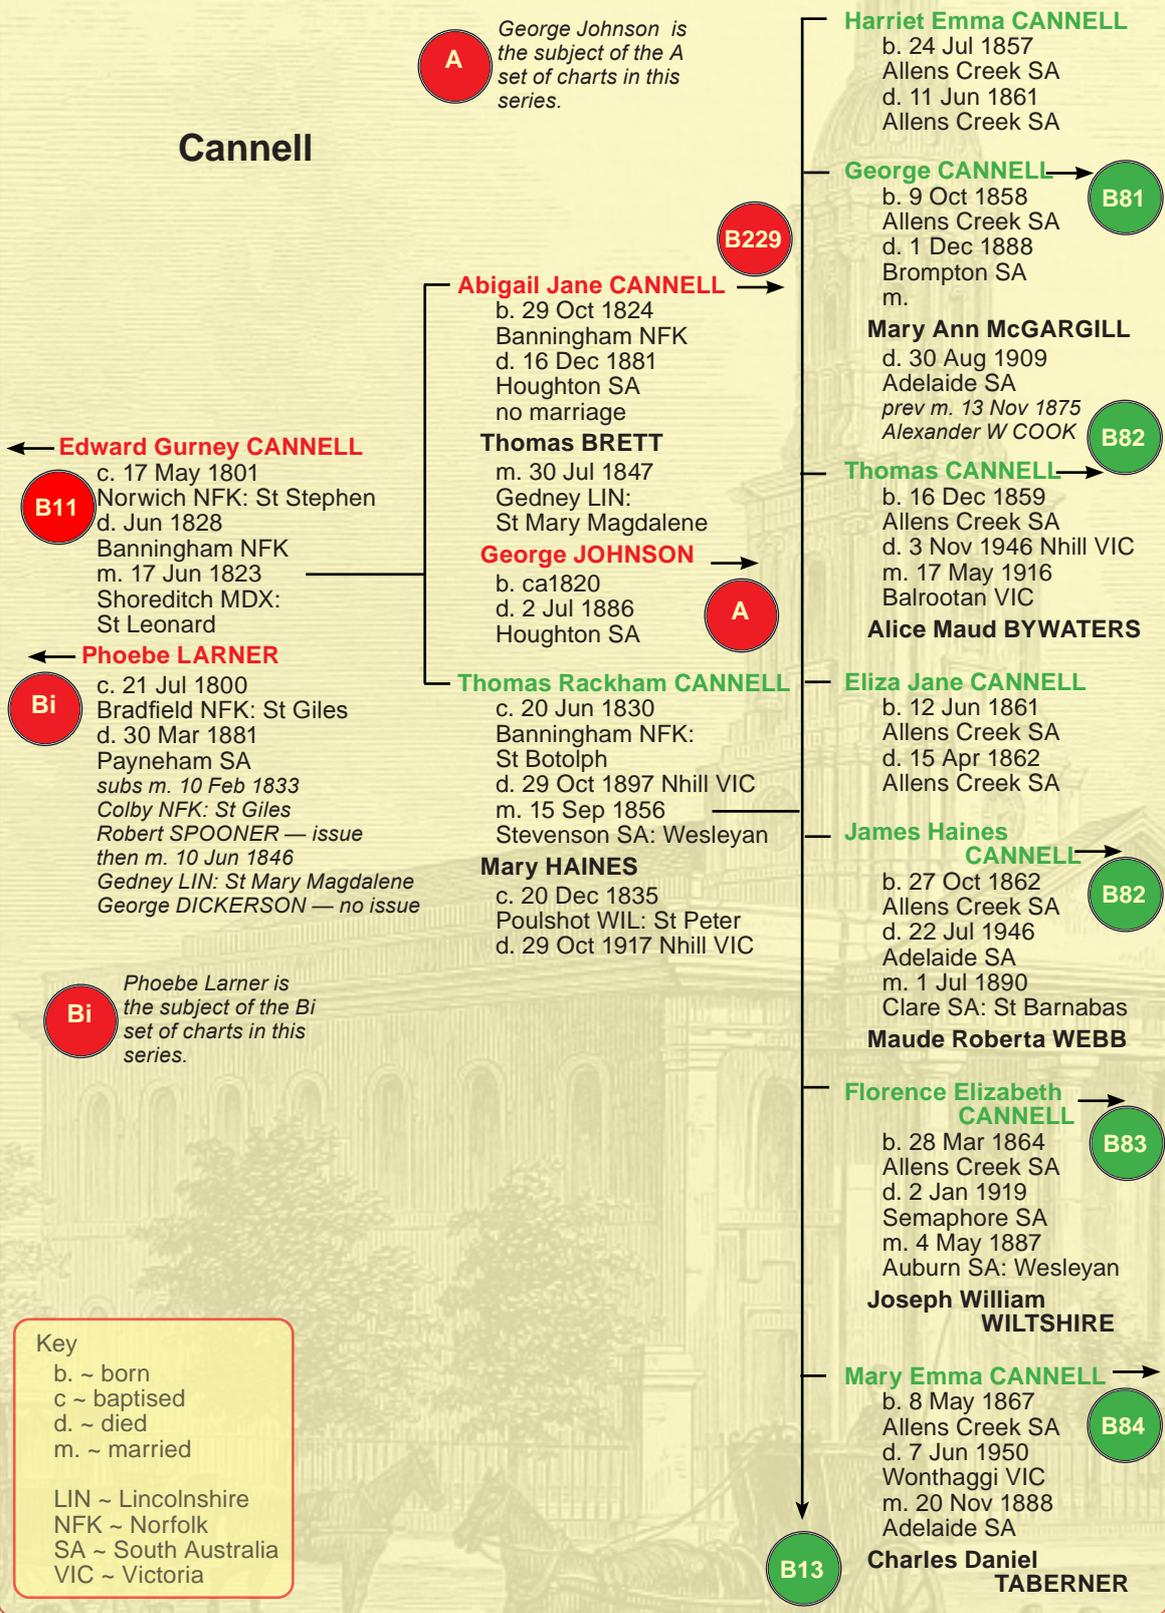 Cannell
A
George Johnson is
the subject of the A
set of charts in this
series.
Edward Gurney CANNELL
B11
c. 17 May 1801
Norwich NFK: St Stephen
d. Jun 1828
Banningham NFK
m. 17 Jun 1823
Shoreditch MDX:
St Leonard
Phoebe LARNER
Bi
c. 21 Jul 1800
Bradfield NFK: St Giles
d. 30 Mar 1881
Payneham SA
subs m. 10 Feb 1833
Colby NFK: St Giles
Robert SPOONER — issue
then m. 10 Jun 1846
Gedney LIN: St Mary Magdalene
George DICKERSON — no issue
Bi
Phoebe Larner is
the subject of the Bi
set of charts in this
series.
Key
b. ~ born
c ~ baptised
d. ~ died
m. ~ married
LIN ~ Lincolnshire
NFK ~ Norfolk
SA ~ South Australia
VIC ~ Victoria
B229
Abigail Jane CANNELL
b. 29 Oct 1824
Banningham NFK
d. 16 Dec 1881
Houghton SA
no marriage
Thomas BRETT
m. 30 Jul 1847
Gedney LIN:
St Mary Magdalene
George JOHNSON
A
b. ca1820
d. 2 Jul 1886
Houghton SA
Thomas Rackham CANNELL
c. 20 Jun 1830
Banningham NFK:
St Botolph
d. 29 Oct 1897 Nhill VIC
m. 15 Sep 1856
Stevenson SA: Wesleyan
Mary HAINES
c. 20 Dec 1835
Poulshot WIL: St Peter
d. 29 Oct 1917 Nhill VIC
Harriet Emma CANNELL
b. 24 Jul 1857
Allens Creek SA
d. 11 Jun 1861
Allens Creek SA
George CANNELL
B81
b. 9 Oct 1858
Allens Creek SA
d. 1 Dec 1888
Brompton SA
m.
Mary Ann McGARGILL
d. 30 Aug 1909
Adelaide SA
prev m. 13 Nov 1875
Alexander W COOK
B82
Thomas CANNELL
b. 16 Dec 1859
Allens Creek SA
d. 3 Nov 1946 Nhill VIC
m. 17 May 1916
Balrootan VIC
Alice Maud BYWATERS
Eliza Jane CANNELL
b. 12 Jun 1861
Allens Creek SA
d. 15 Apr 1862
Allens Creek SA
James Haines
CANNELL
B82
b. 27 Oct 1862
Allens Creek SA
d. 22 Jul 1946
Adelaide SA
m. 1 Jul 1890
Clare SA: St Barnabas
Maude Roberta WEBB
Florence Elizabeth
CANNELL
B83
b. 28 Mar 1864
Allens Creek SA
d. 2 Jan 1919
Semaphore SA
m. 4 May 1887
Auburn SA: Wesleyan
Joseph William
WILTSHIRE
Mary Emma CANNELL
B84
b. 8 May 1867
Allens Creek SA
d. 7 Jun 1950
Wonthaggi VIC
m. 20 Nov 1888
Adelaide SA
Charles Daniel
TABERNER
B13